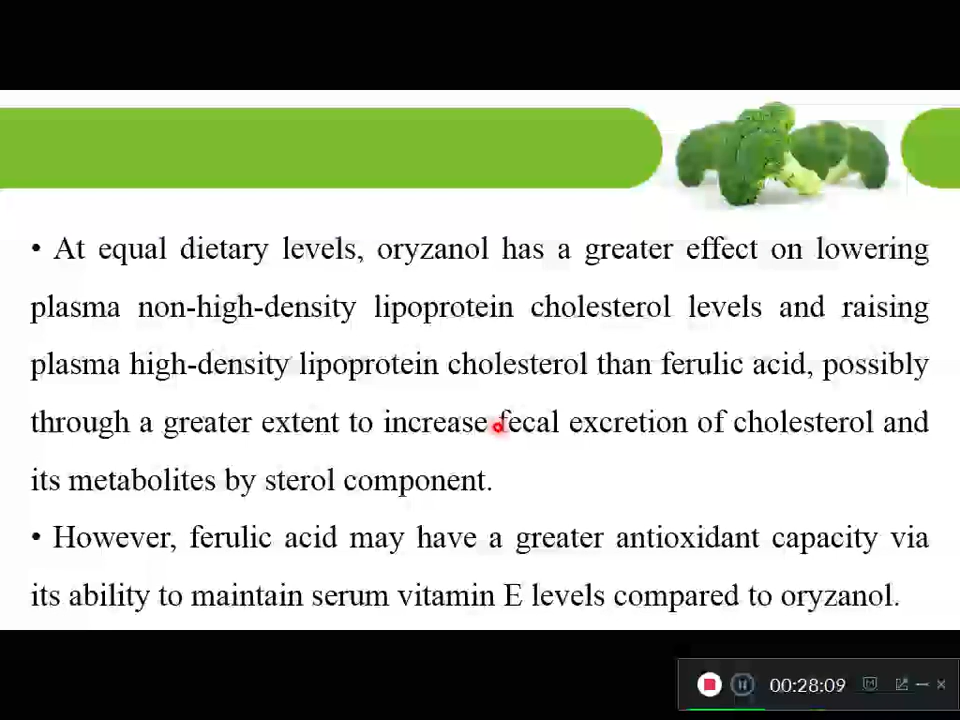 • At equal dietary levels, oryzanol has a greater effect on lowering
plasma non-high-density lipoprotein cholesterol levels and raising
plasma high-density lipoprotein cholesterol than ferulic acid, possibly
through a greater extent to increase fecal excretion of cholesterol and
its metabolites by sterol component.
• However, ferulic acid may have a greater antioxidant capacity via
its ability to maintain serum vitamin E levels compared to oryzanol.
00:28:09